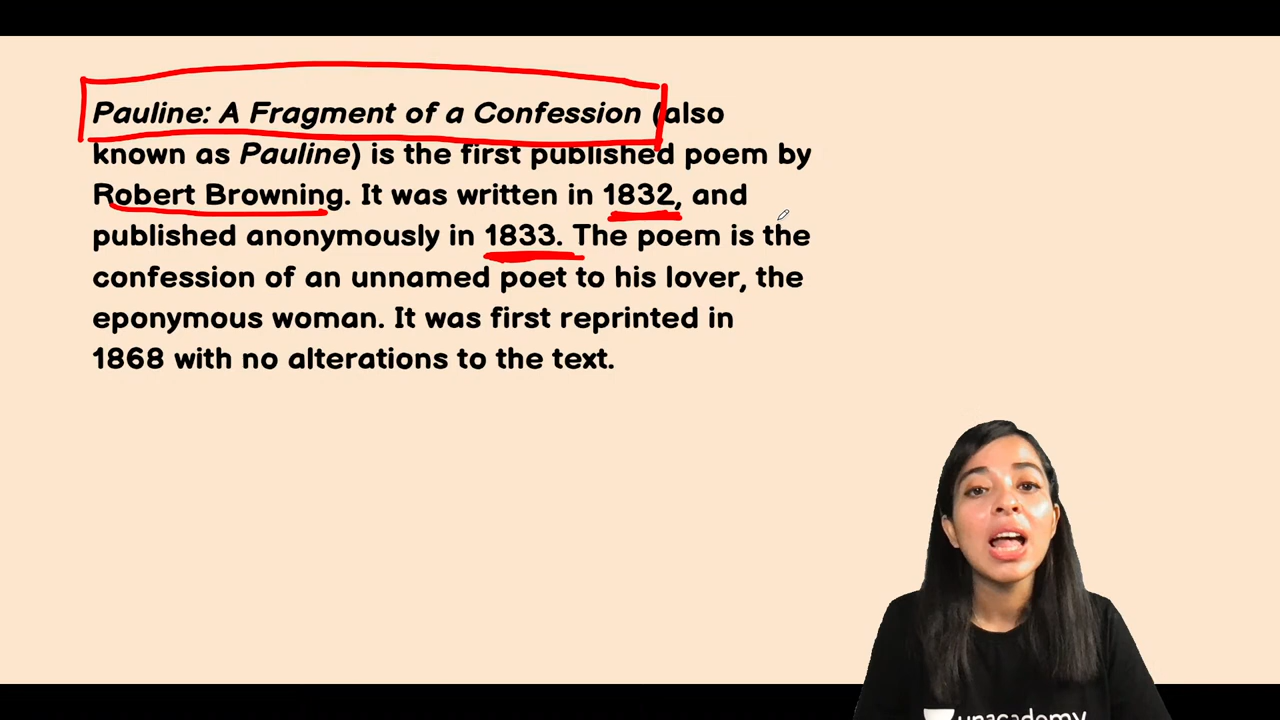 Pauline: A Fragment of a Confession (also
known as Pauline) is the first published poem by
Robert Browning. It was written in 1832, and
published anonymously in 1833. The poem is the
confession of an unnamed poet to his lover, the
eponymous woman. It was first reprinted in
1868 with no alterations to the text.
unacademy